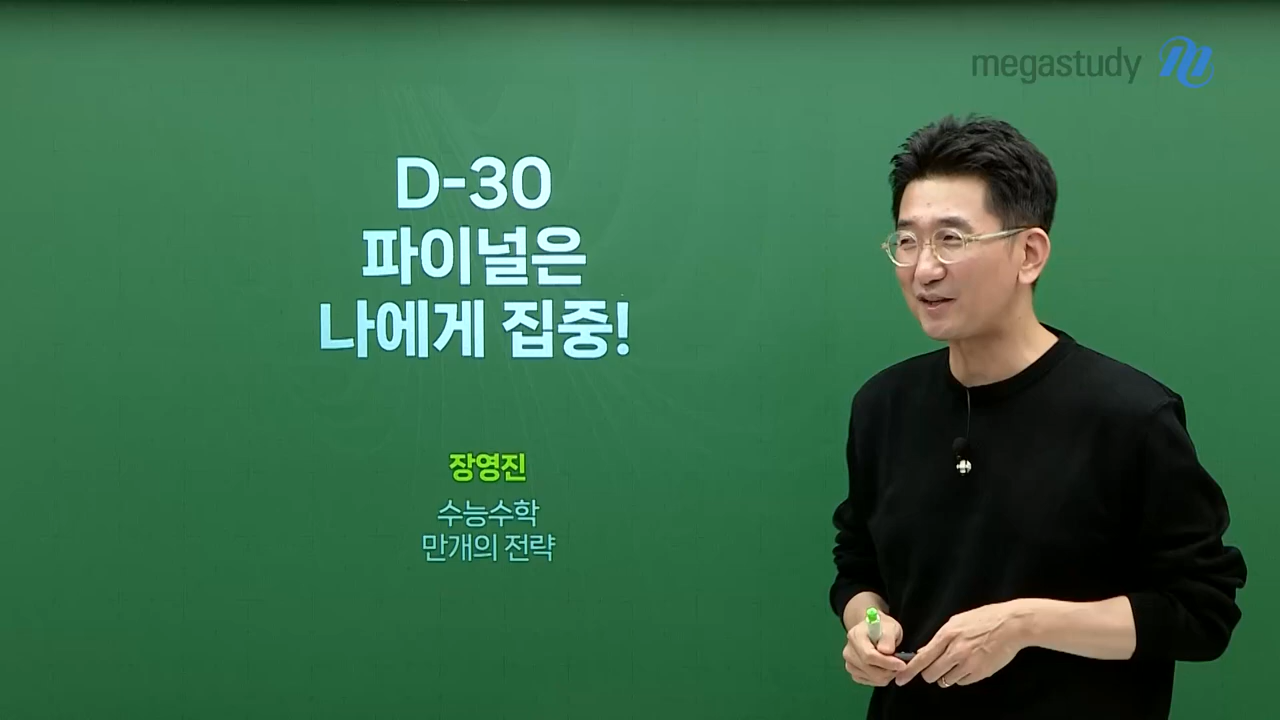 megastudy
D-30
파이널은
나에게 집중!
장영진
수능수학
만개의 전략